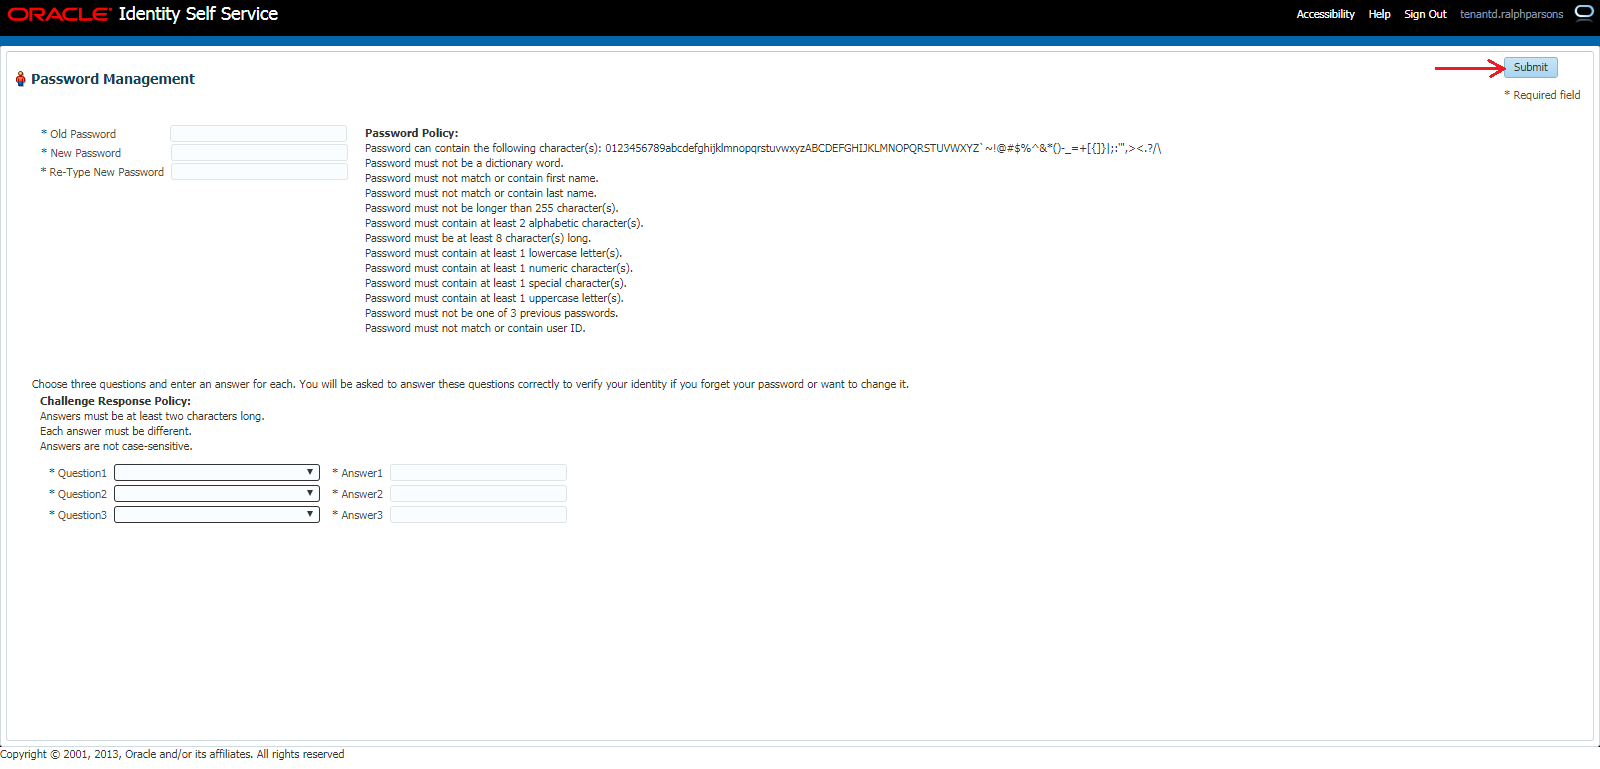 ORACLE Identity Self Service
Accessibility Help Sign Out tenantd.ralphparsons
Password Management
Submit
* Required field
* Old Password
* New Password
* Re-Type New Password
Password Policy:
Password can contain the following character(s): 0123456789abcdefghijklmnopqrstuvwxyzABCDEFGHIJKLMNOPQRSTUVWXYZ`~!@#$%^&*()-_=+[{]}|;:'",><.?/\
Password must not be a dictionary word.
Password must not match or contain first name.
Password must not match or contain last name.
Password must not be longer than 255 character(s).
Password must contain at least 2 alphabetic character(s).
Password must be at least 8 character(s) long.
Password must contain at least 1 lowercase letter(s).
Password must contain at least 1 numeric character(s).
Password must contain at least 1 special character(s).
Password must contain at least 1 uppercase letter(s).
Password must not be one of 3 previous passwords.
Password must not match or contain user ID.
Choose three questions and enter an answer for each. You will be asked to answer these questions correctly to verify your identity if you forget your password or want to change it.
Challenge Response Policy:
Answers must be at least two characters long.
Each answer must be different.
Answers are not case-sensitive.
* Question1 * Answer1
* Question2 * Answer2
* Question3 * Answer3
Copyright © 2001, 2013, Oracle and/or its affiliates. All rights reserved